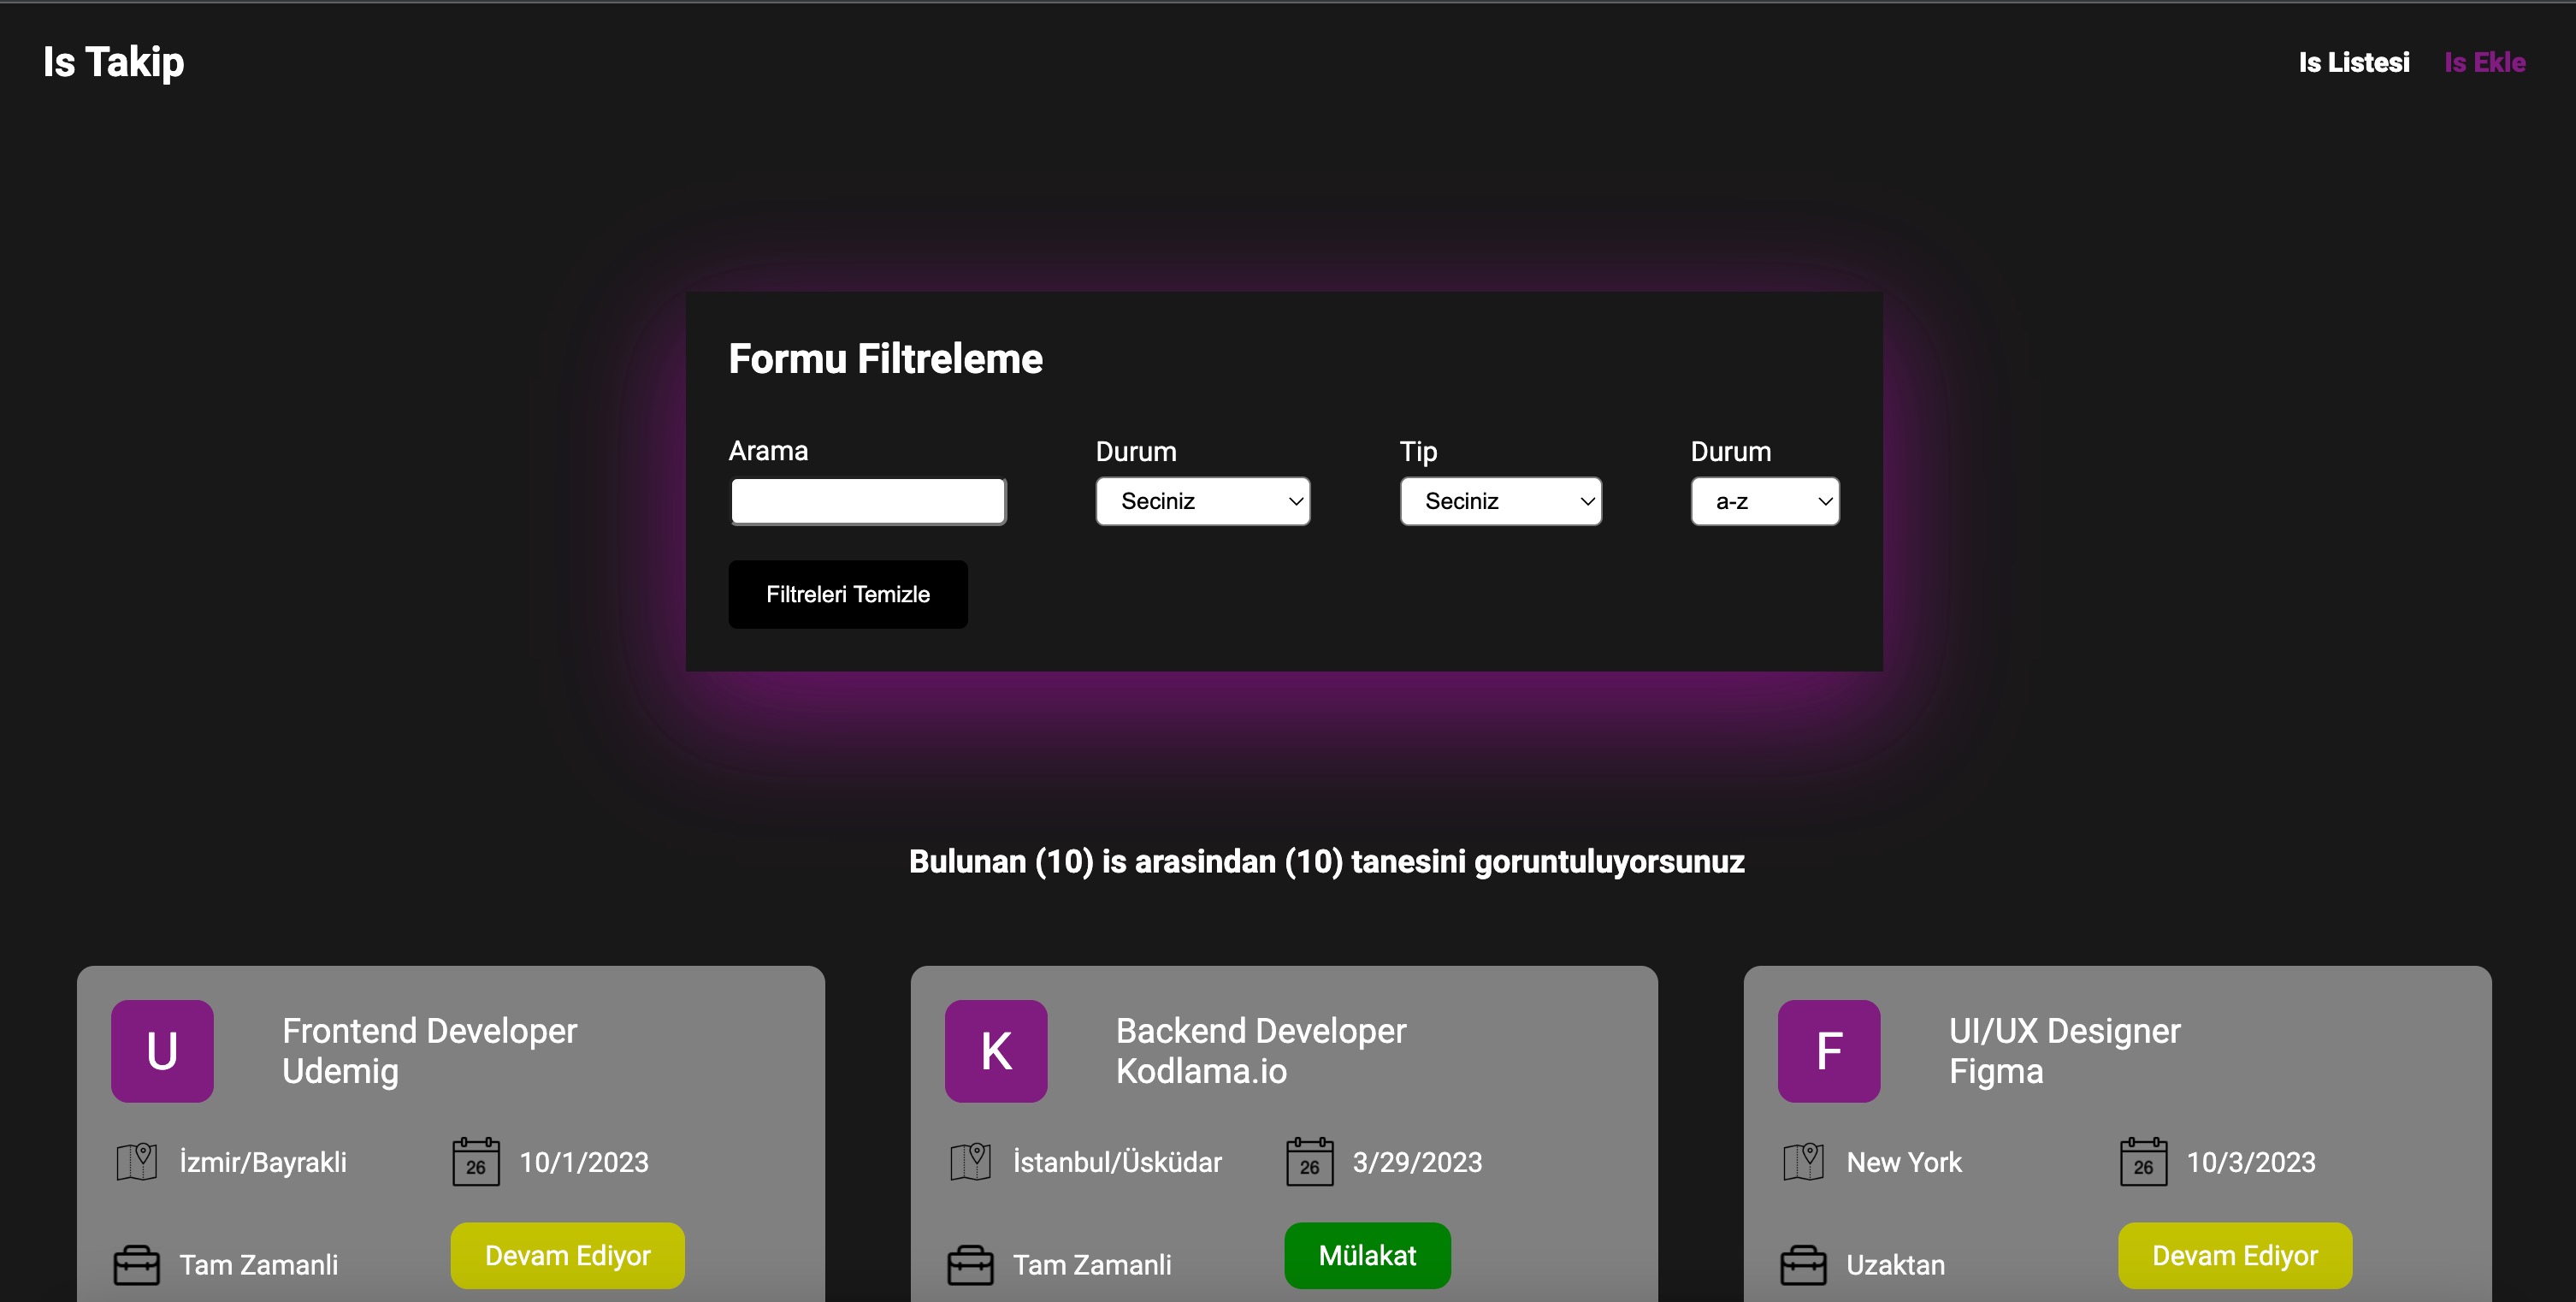 Is Takip
Is Listesi
Is Ekle
Formu Filtreleme
Arama
Durum
Tip
Durum
Seciniz
Seciniz
a-z
Filtreleri Temizle
Bulunan (10) is arasindan (10) tanesini goruntuluyorsunuz
U
Frontend Developer
Udemig
İzmir/Bayrakli
26
10/1/2023
Tam Zamanli
Devam Ediyor
K
Backend Developer
Kodlama.io
İstanbul/Üsküdar
26
3/29/2023
Tam Zamanli
Mülakat
F
UI/UX Designer
Figma
New York
26
10/3/2023
Uzaktan
Devam Ediyor